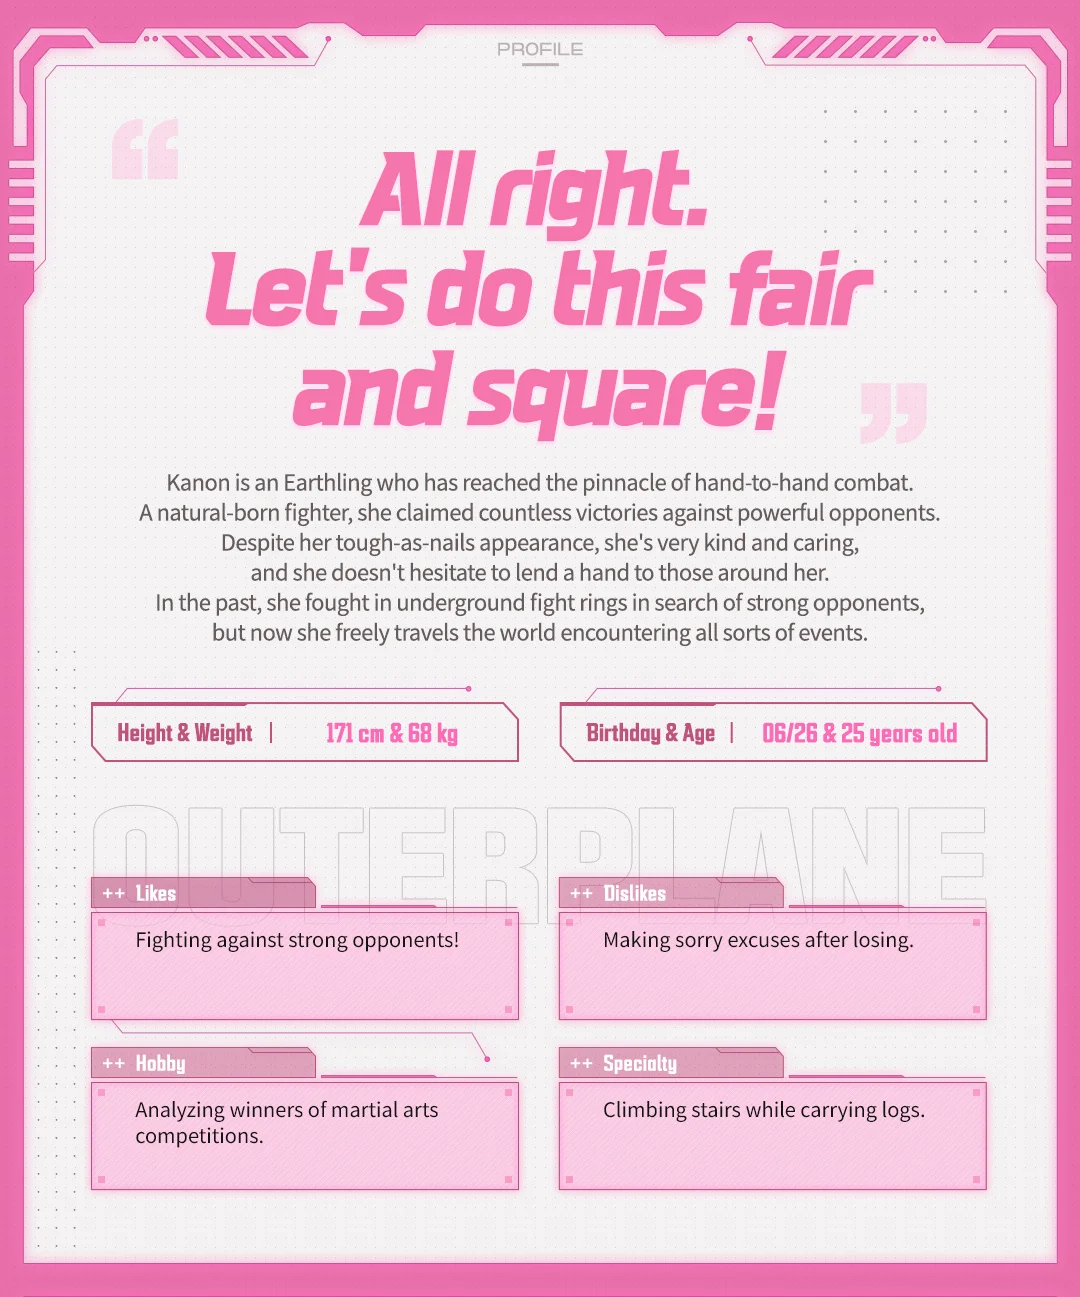 PROFILE
“
All right.
Let's do this fair
and square!
”
Kanon is an Earthling who has reached the pinnacle of hand-to-hand combat.
A natural-born fighter, she claimed countless victories against powerful opponents.
Despite her tough-as-nails appearance, she's very kind and caring,
and she doesn't hesitate to lend a hand to those around her.
In the past, she fought in underground fight rings in search of strong opponents,
but now she freely travels the world encountering all sorts of events.
Height & Weight | 171 cm & 68 kg
Birthday & Age | 06/26 & 25 years old
OUTERPLANE
++ Likes
Fighting against strong opponents!
++ Dislikes
Making sorry excuses after losing.
++ Hobby
Analyzing winners of martial arts
competitions.
++ Specialty
Climbing stairs while carrying logs.